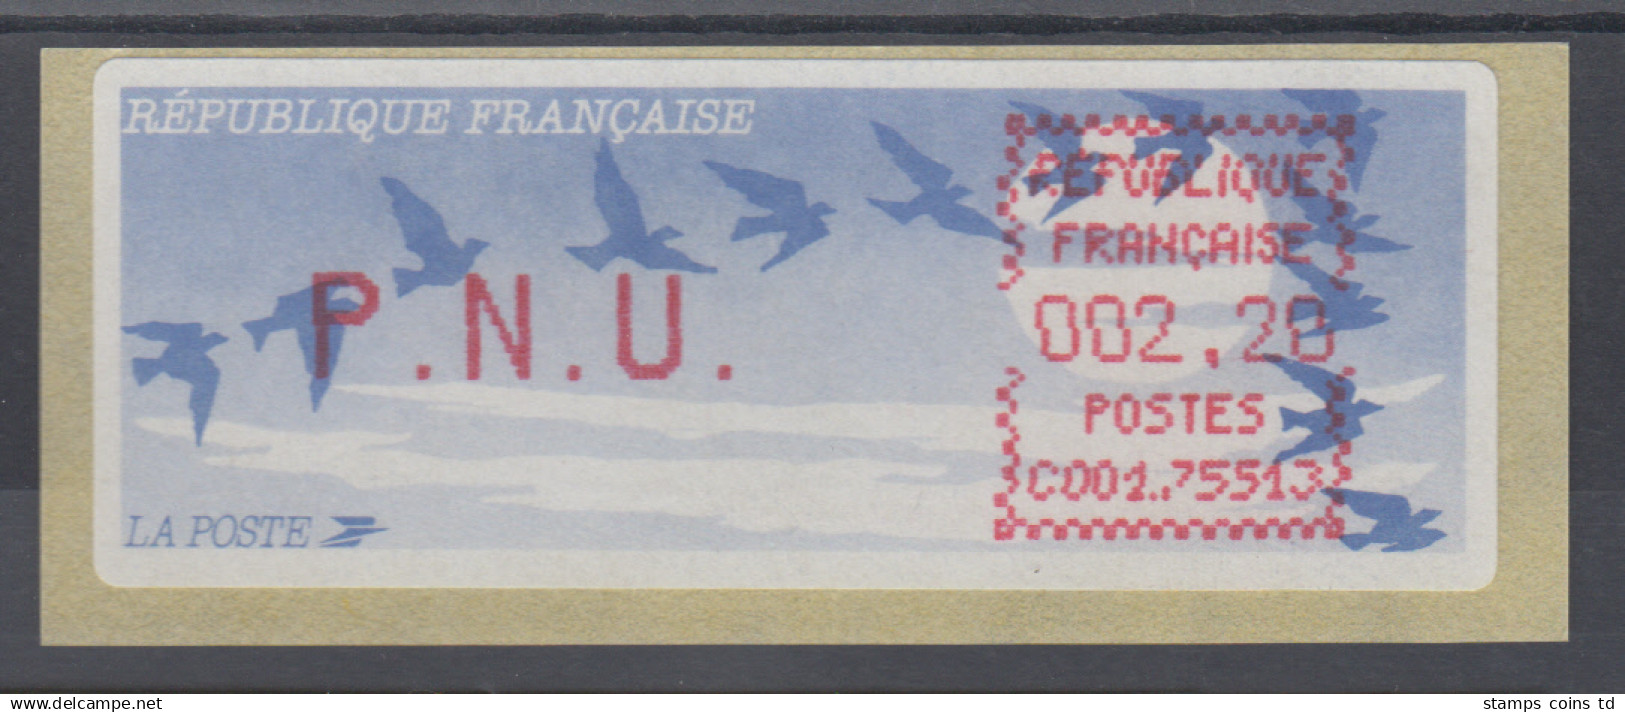 RÉPUBLIQUE FRANÇAISE
RÉPUBLIQUE
FRANÇAISE
P.N.U.
002,20
POSTES
C001.75513
LA POSTE
www.delcampe.net
stamps coins td